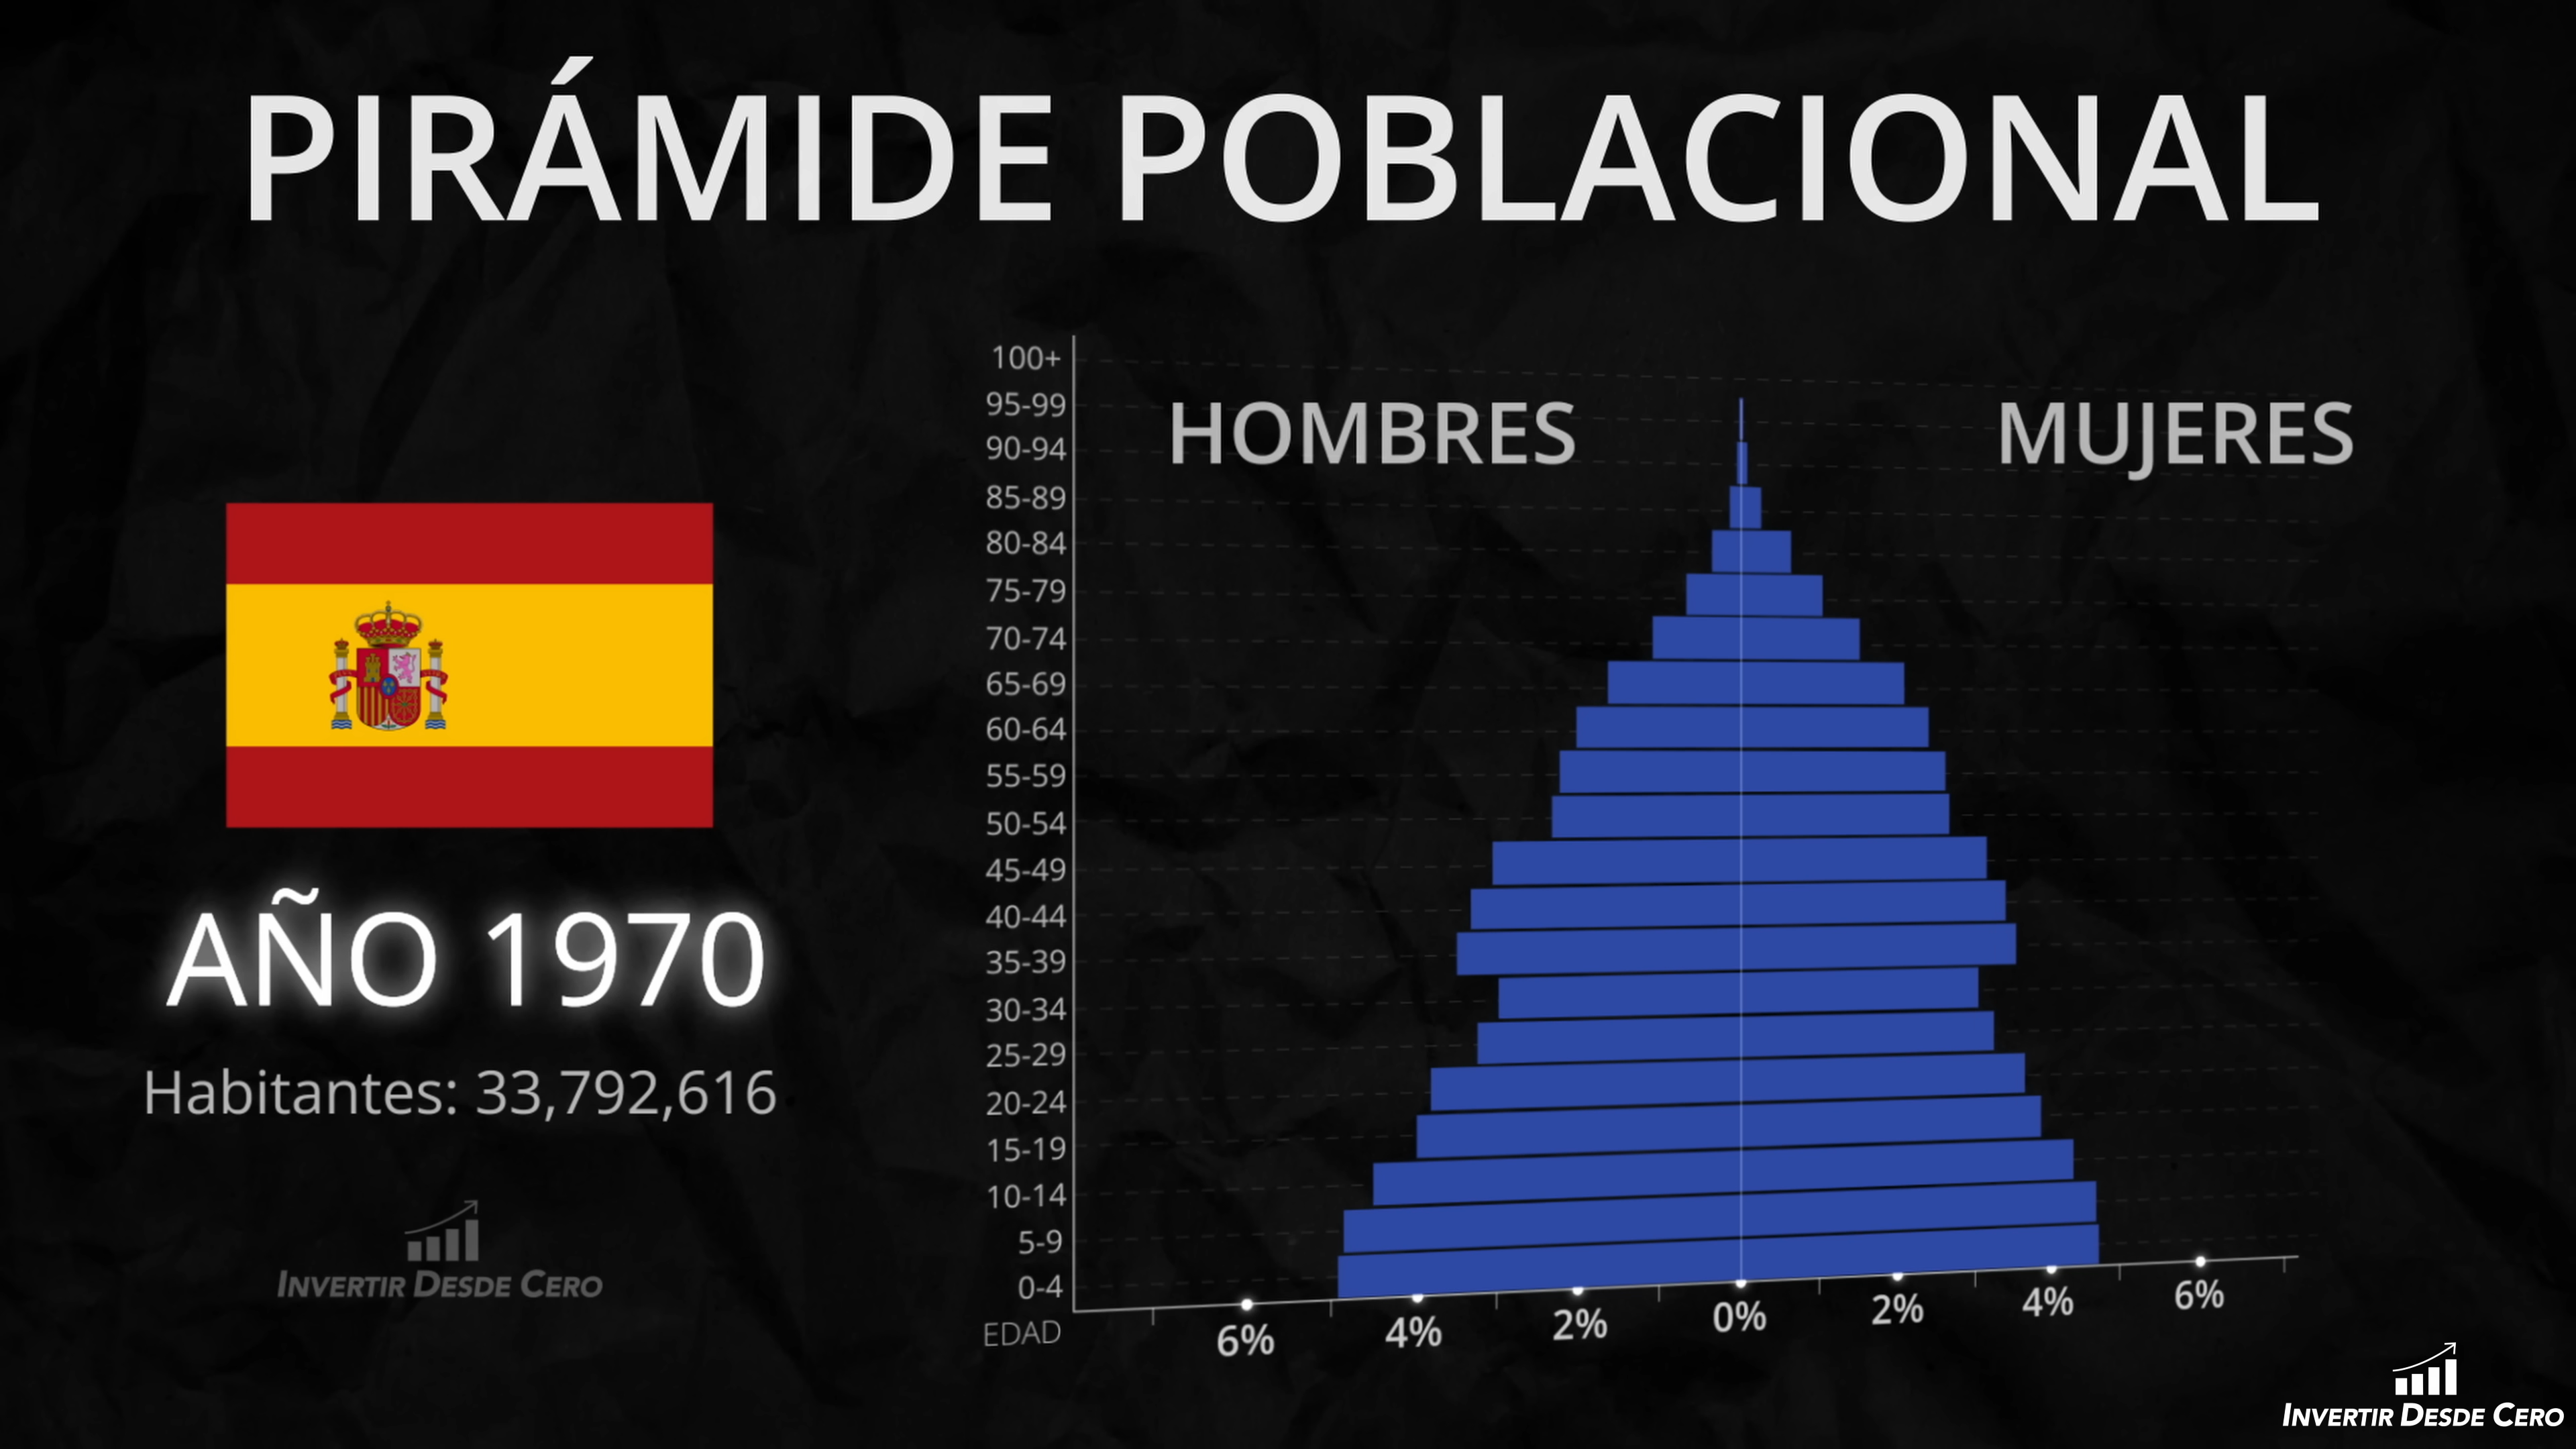 PIRÁMIDE POBLACIONAL
HOMBRES
MUJERES
100+
95-99
90-94
85-89
80-84
75-79
70-74
65-69
60-64
55-59
50-54
45-49
40-44
35-39
30-34
25-29
20-24
15-19
10-14
5-9
0-4
EDAD
6% 4% 2% 0% 2% 4% 6%
AÑO 1970
Habitantes: 33,792,616
INVERTIR DESDE CERO
INVERTIR DESDE CERO